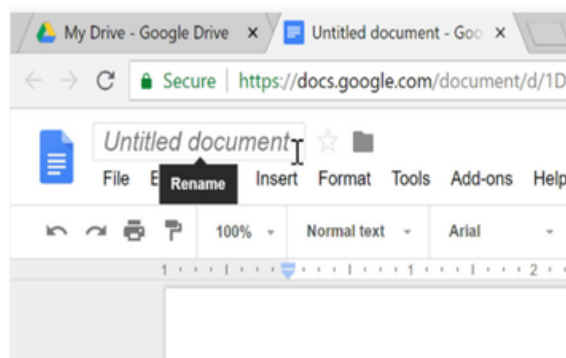 My Drive - Google Drive × Untitled document - Goo ×
Secure | https://docs.google.com/document/d/1D
Untitled document
File E Rename Insert Format Tools Add-ons Help
100% Normal text Arial
1 1 2